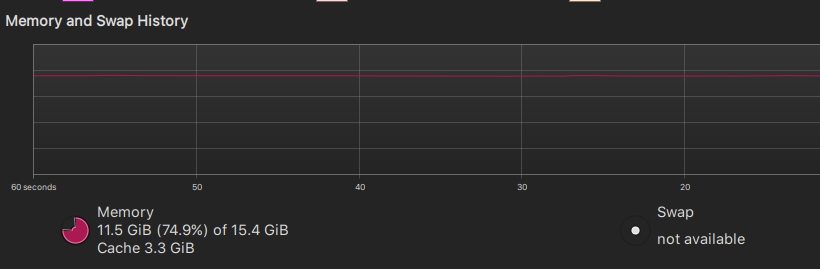 Memory and Swap History
60 seconds
50
40
30
20
Memory
11.5 GiB (74.9%) of 15.4 GiB
Cache 3.3 GiB
Swap
not available